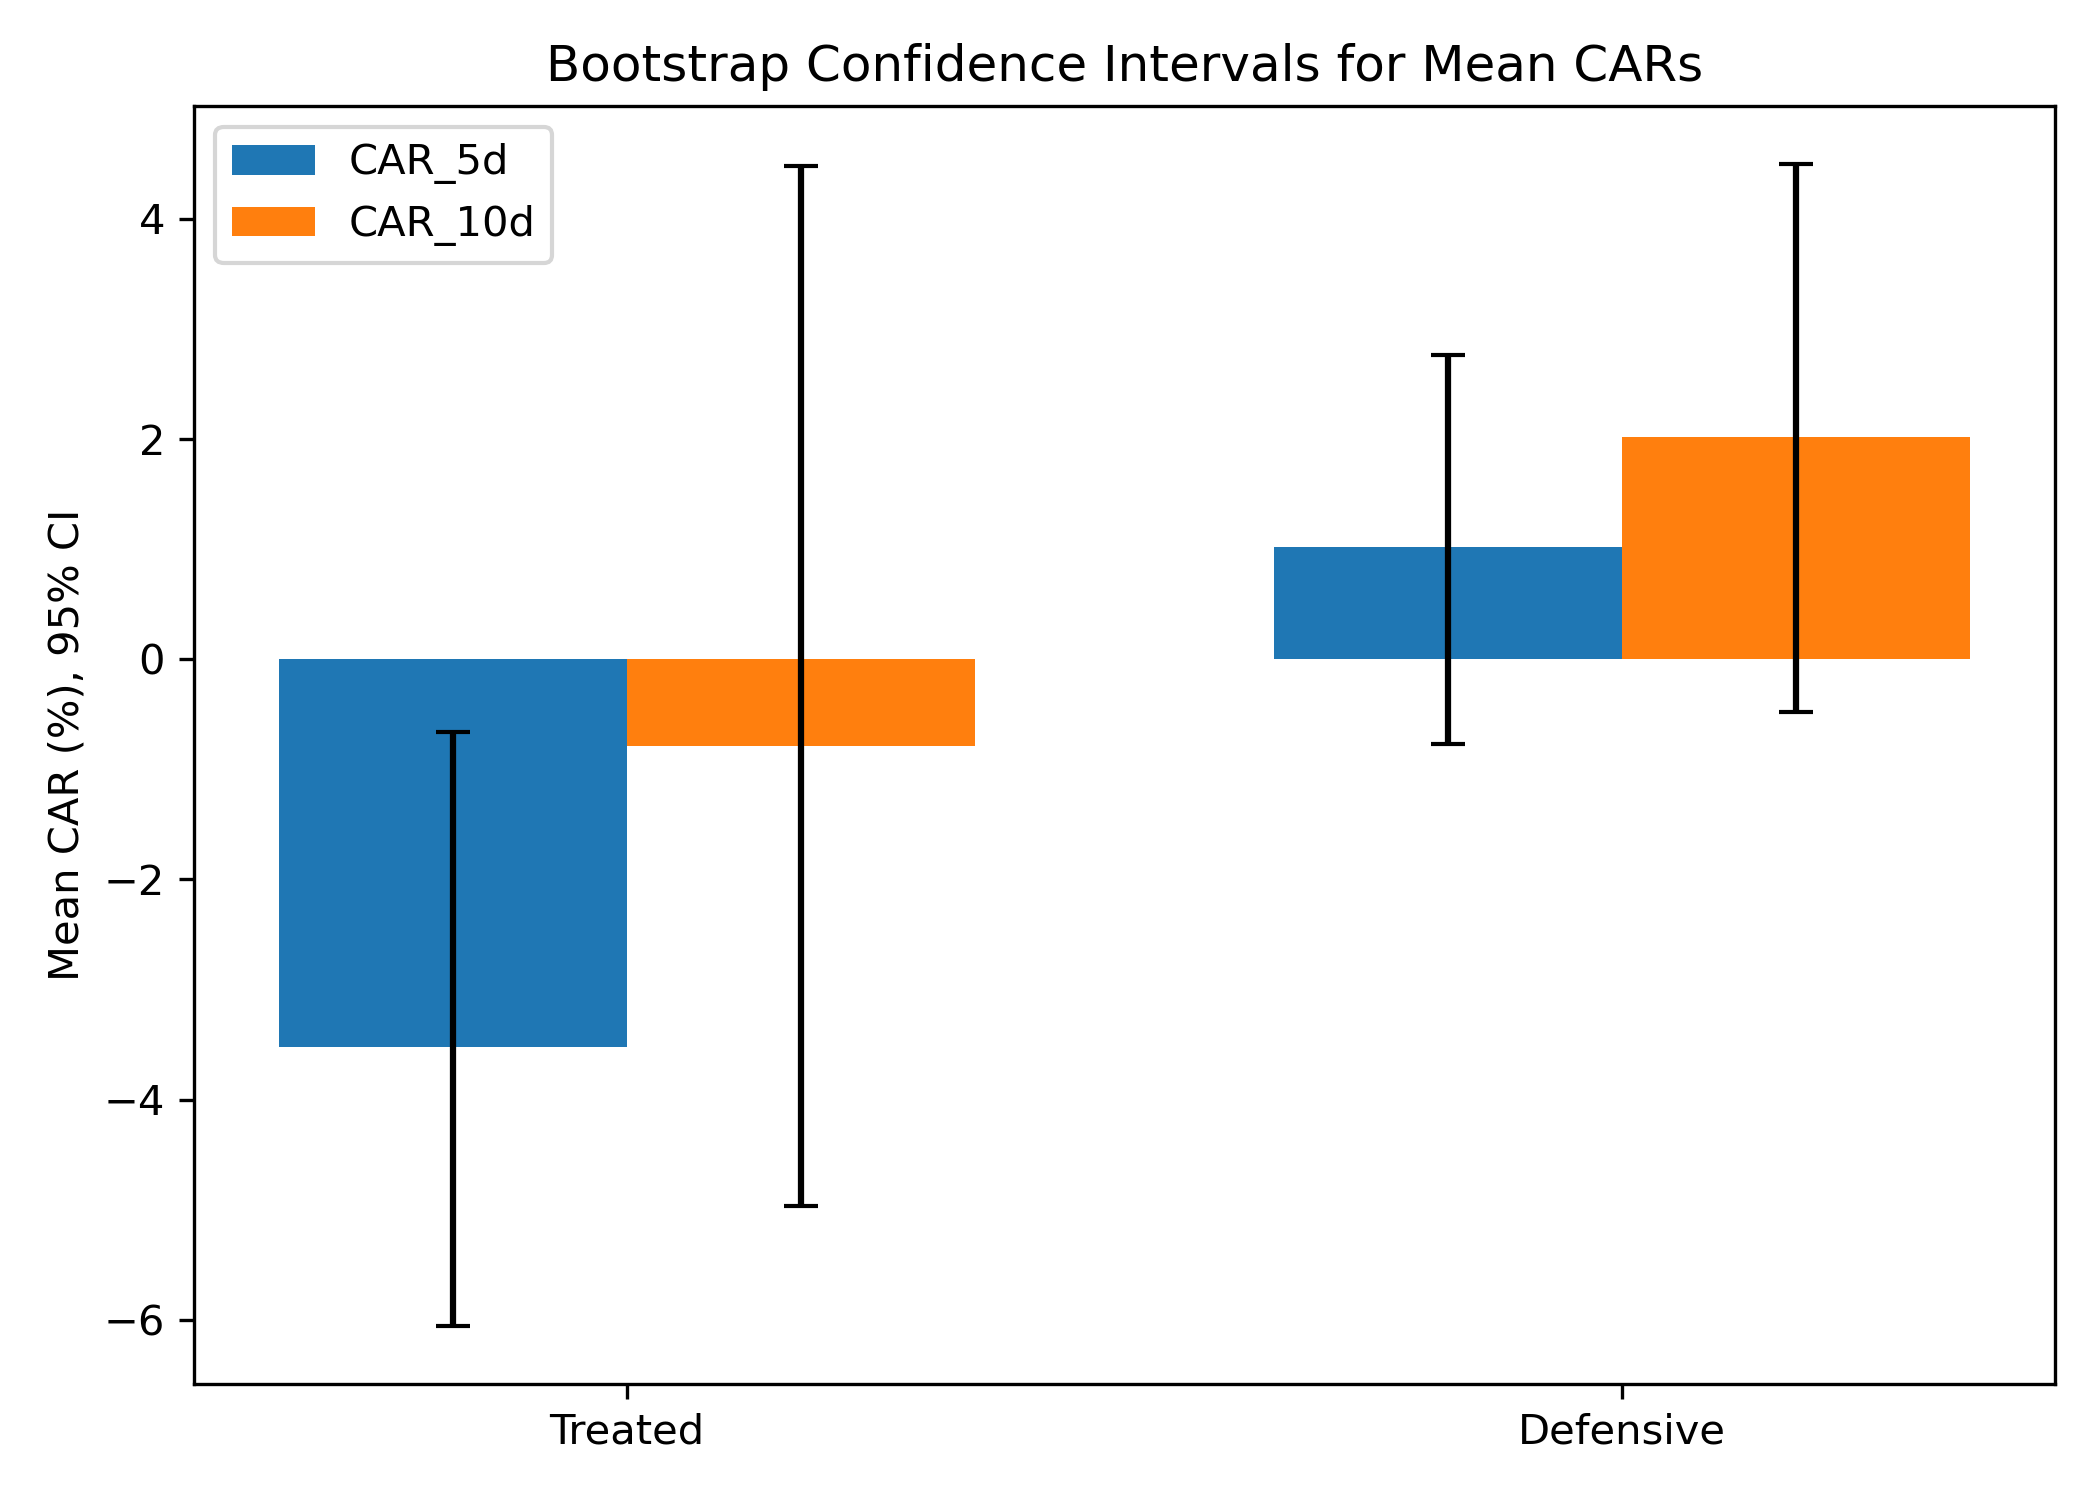 Bootstrap Confidence Intervals for Mean CARs
CAR_5d
CAR_10d
Mean CAR (%), 95% CI
4
2
0
−2
−4
−6
Treated
Defensive